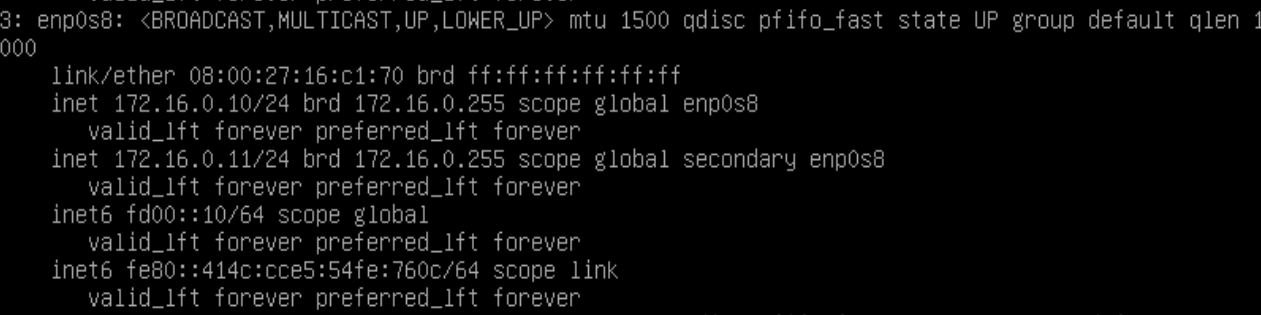 3: enp0s8: <BROADCAST,MULTICAST,UP,LOWER_UP> mtu 1500 qdisc pfifo_fast state UP group default qlen 1
000
link/ether 08:00:27:16:c1:70 brd ff:ff:ff:ff:ff:ff
inet 172.16.0.10/24 brd 172.16.0.255 scope global enp0s8
valid_lft forever preferred_lft forever
inet 172.16.0.11/24 brd 172.16.0.255 scope global secondary enp0s8
valid_lft forever preferred_lft forever
inet6 fd00::10/64 scope global
valid_lft forever preferred_lft forever
inet6 fe80::414c:cce5:54fe:760c/64 scope link
valid_lft forever preferred_lft forever